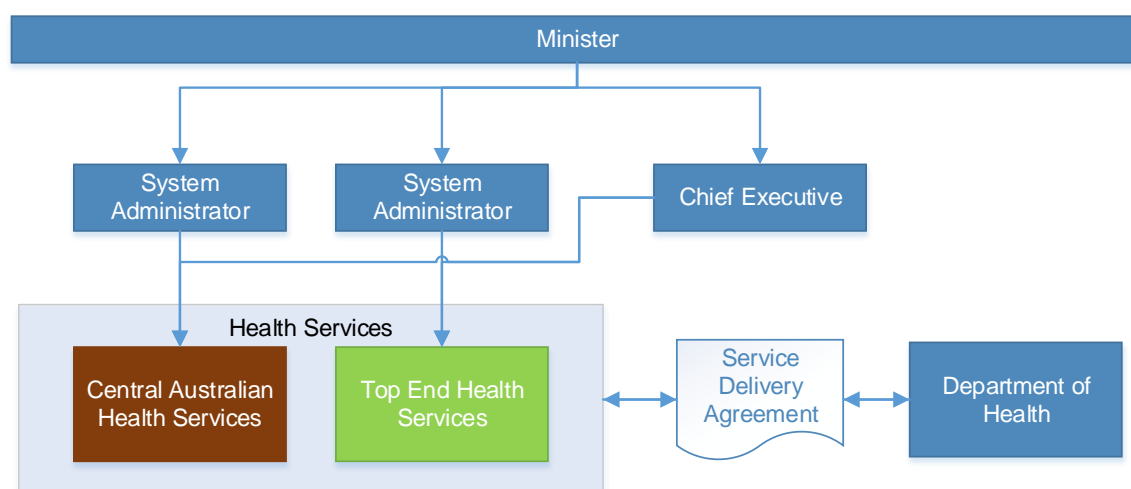 Minister
System
Administrator
System
Administrator
Chief Executive
Health Services
Central Australian
Health Services
Top End Health
Services
Service
Delivery
Agreement
Department of
Health